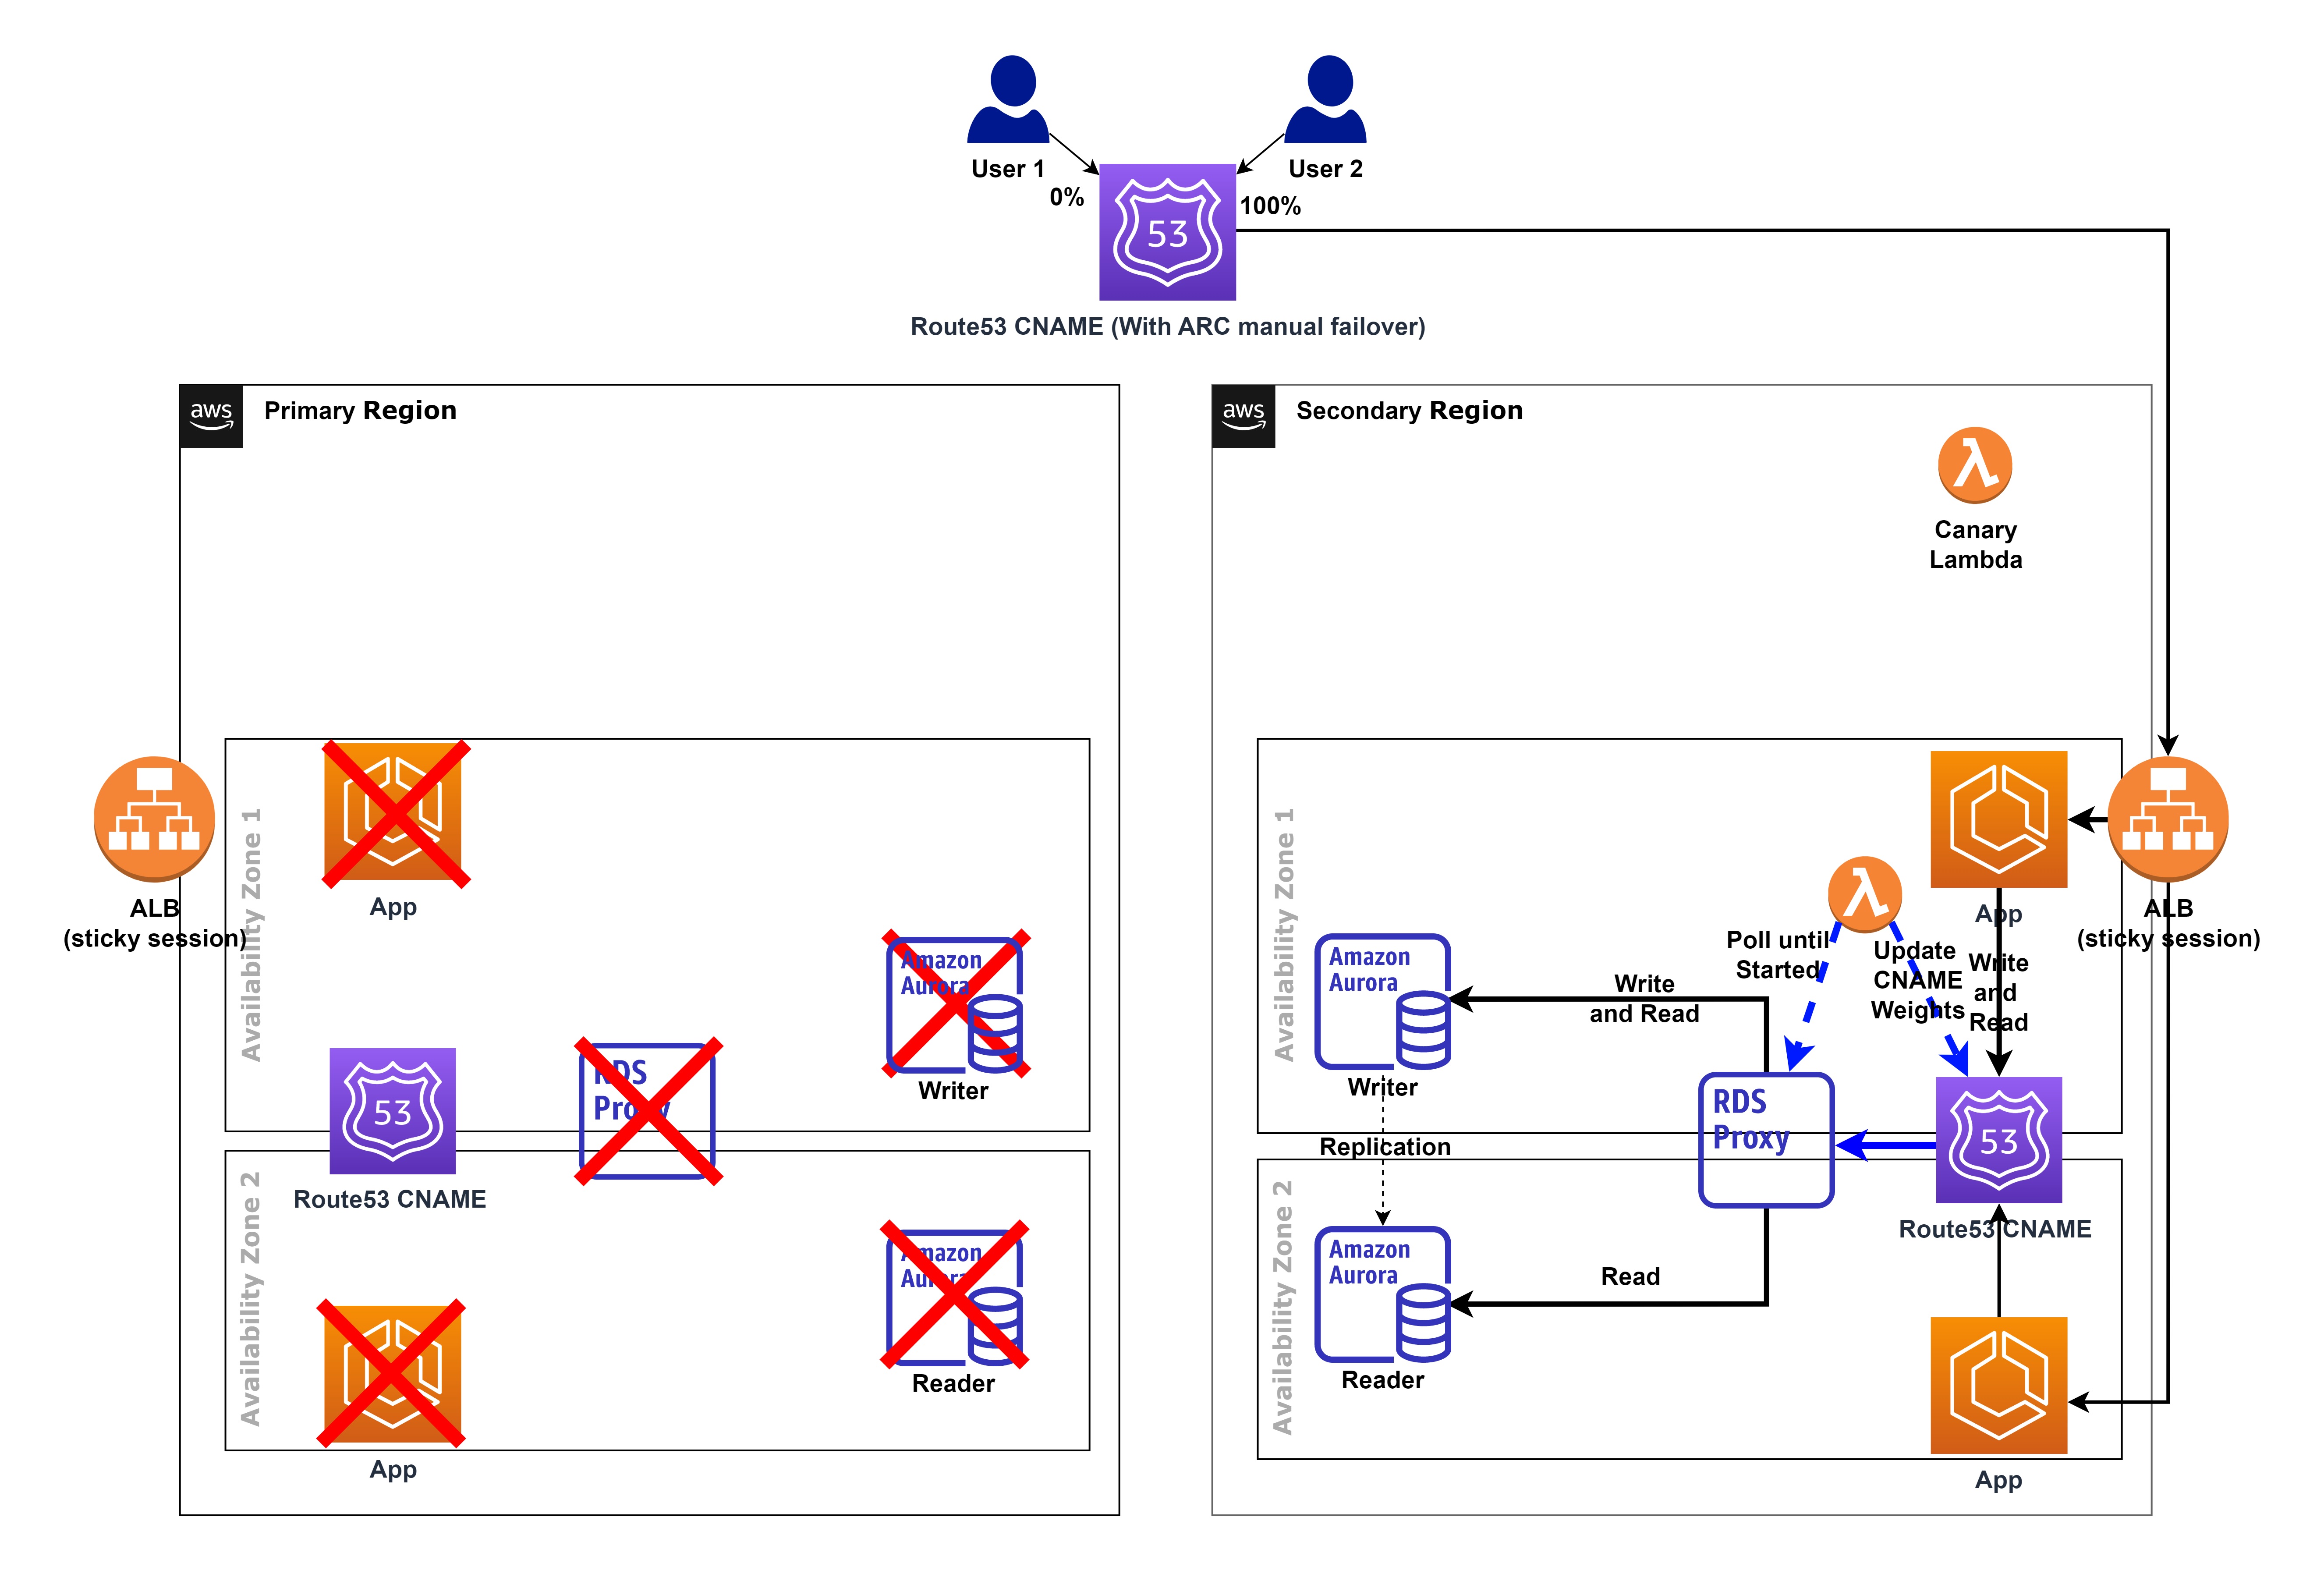 User 1
User 2
0%
100%
53
Route53 CNAME (With ARC manual failover)
aws
Primary Region
aws
Secondary Region
Canary
Lambda
Availability Zone 1
App
ALB
(sticky session)
Amazon
Aurora
Writer
RDS
Proxy
53
Route53 CNAME
Availability Zone 2
Amazon
Aurora
Reader
App
Availability Zone 1
App
ALB
(sticky session)
Poll until
Started
Update
CNAME
Weights
Write
and
Read
Amazon
Aurora
Writer
Write
and Read
RDS
Proxy
53
Route53 CNAME
Replication
Availability Zone 2
Amazon
Aurora
Reader
Read
App